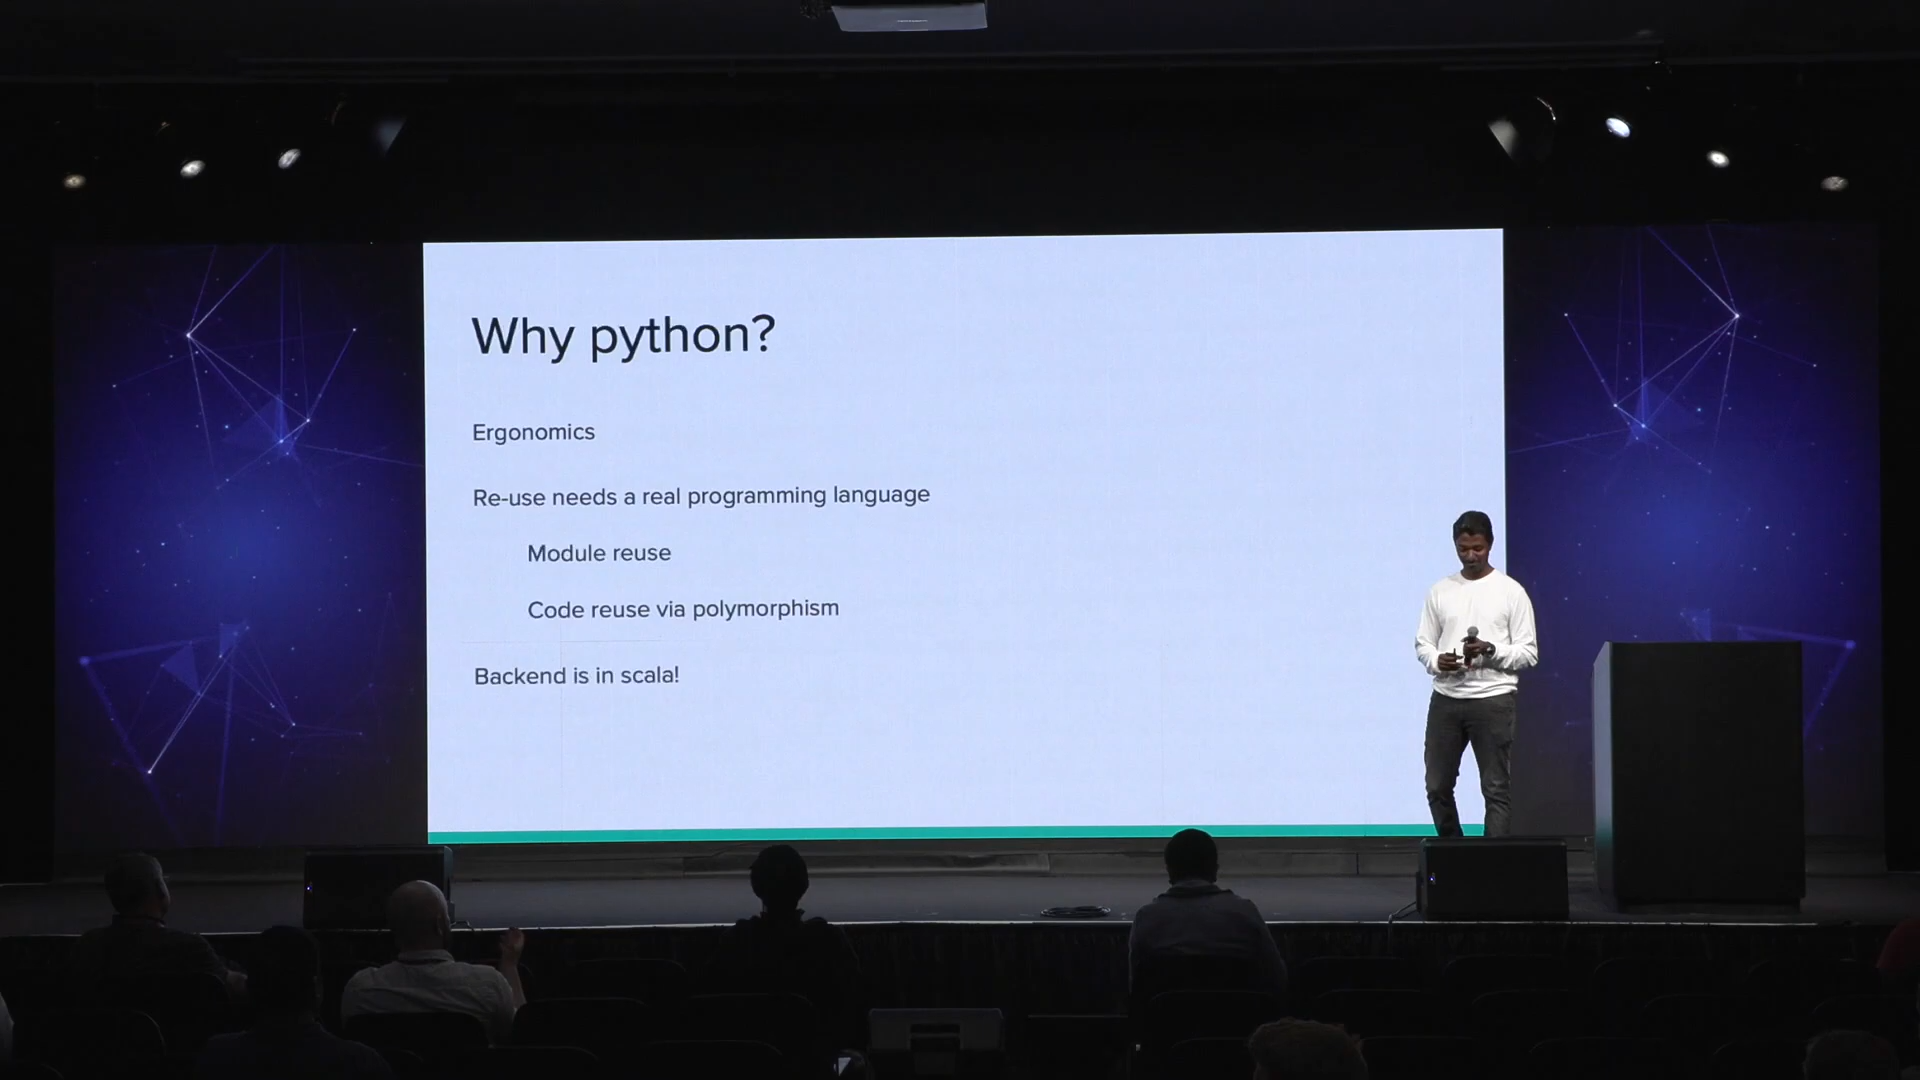 Why python?
Ergonomics
Re-use needs a real programming language
Module reuse
Code reuse via polymorphism
Backend is in scala!